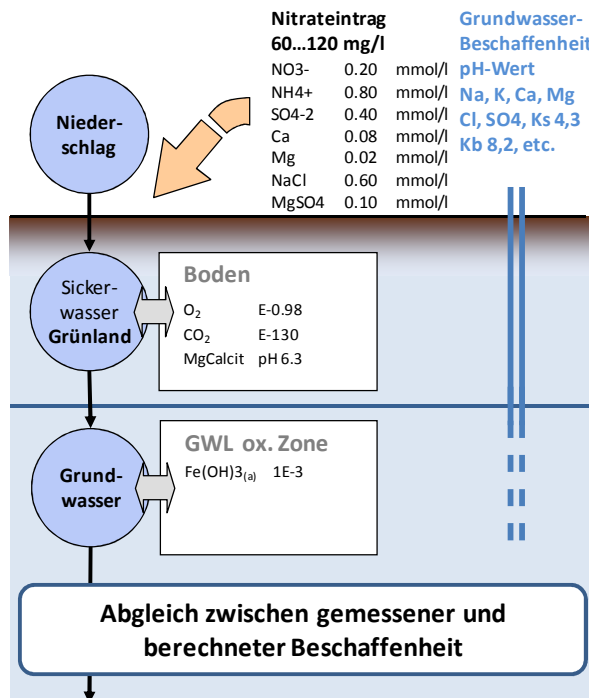 Nitrateintrag
60...120 mg/l
NO3- 0.20 mmol/l
NH4+ 0.80 mmol/l
SO4-2 0.40 mmol/l
Ca 0.08 mmol/l
Mg 0.02 mmol/l
NaCl 0.60 mmol/l
MgSO4 0.10 mmol/l
Grundwasser-
Beschaffenheit
pH-Wert
Na, K, Ca, Mg
Cl, SO4, Ks 4,3
Kb 8,2, etc.
Nieder-
schlag
Sicker-
wasser
Grünland
Boden
O₂ E-0.98
CO₂ E-130
MgCalcit pH 6.3
Grund-
wasser
GWL ox. Zone
Fe(OH)3(a) 1E-3
Abgleich zwischen gemessener und
berechneter Beschaffenheit